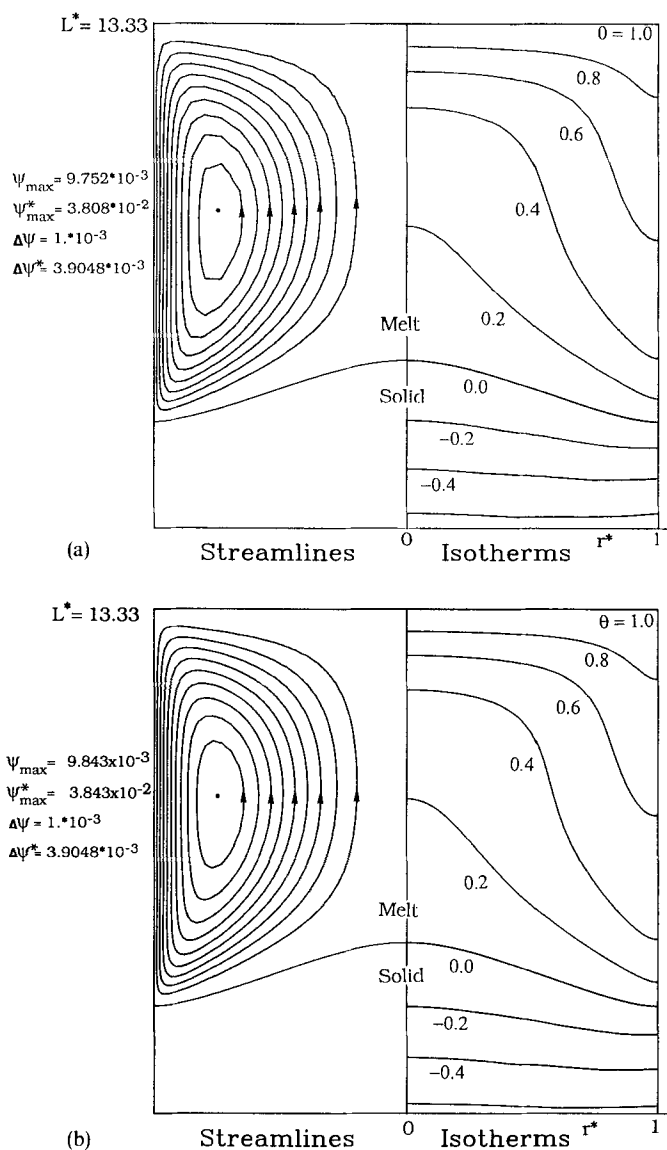 L* = 13.33
θ = 1.0
0.8
0.6
Ψmax = 9.752*10-3
Ψ*max = 3.808*10-2
ΔΨ = 1.*10-3
ΔΨ*= 3.9048*10-3
0.4
0.2
Melt
0.0
Solid
−0.2
−0.4
(a)
Streamlines
0
Isotherms
r*
1
L*= 13.33
θ = 1.0
0.8
0.6
Ψmax = 9.843x10-3
Ψ*max = 3.843x10-2
ΔΨ = 1.*10-3
ΔΨ*= 3.9048*10-3
0.4
0.2
Melt
0.0
Solid
−0.2
−0.4
(b)
Streamlines
0
Isotherms
r*
1